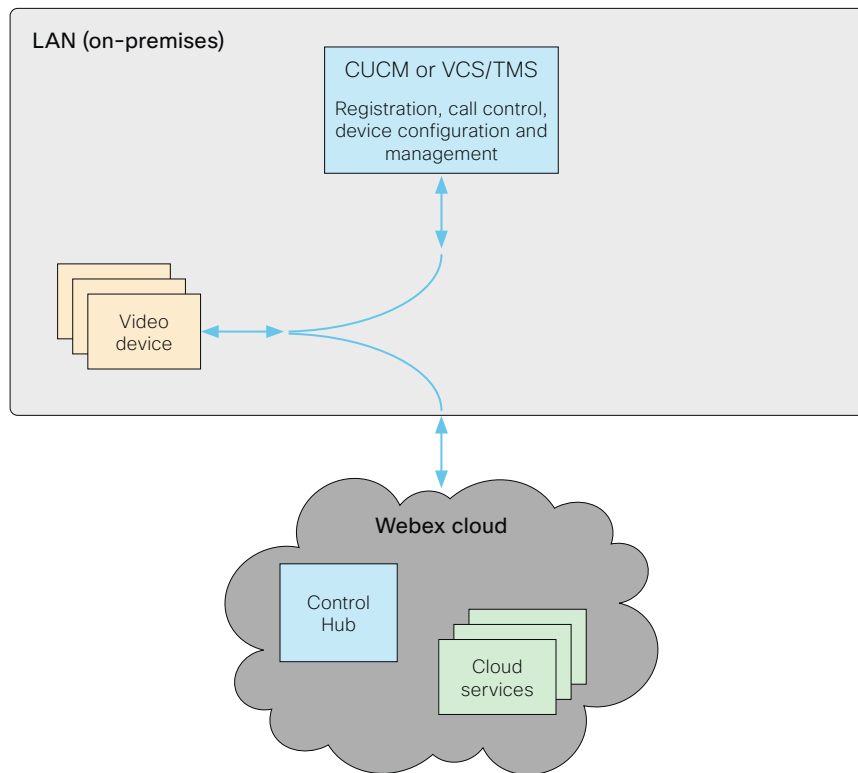 LAN (on-premises)
CUCM or VCS/TMS
Registration, call control,
device configuration and
management
Video
device
Webex cloud
Control
Hub
Cloud
services